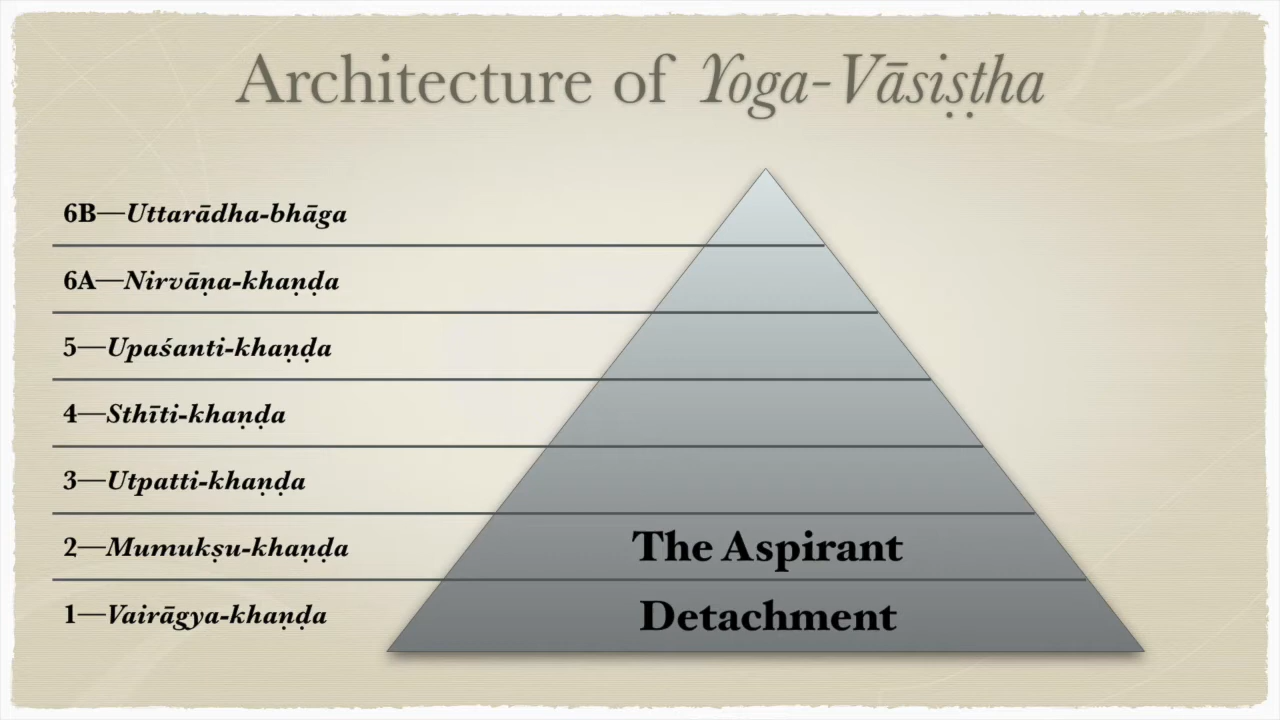 Architecture of Yoga-Vāsiṣṭha
6B—Uttarādha-bhāga
6A—Nirvāṇa-khaṇḍa
5—Upaśanti-khaṇḍa
4—Sthīti-khaṇḍa
3—Utpatti-khaṇḍa
2—Mumukṣu-khaṇḍa
The Aspirant
1—Vairāgya-khaṇḍa
Detachment